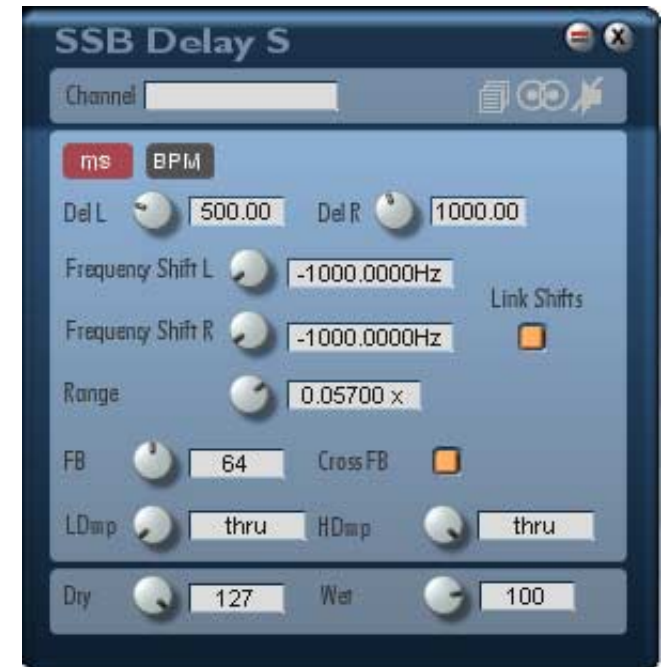 SSB Delay S
X
Channel
ms BPM
Del L 500.00 Del R 1000.00
Frequency Shift L -1000.0000Hz
Link Shifts
Frequency Shift R -1000.0000Hz
Range 0.05700 x
FB 64 Cross FB
LDmp thru HDmp thru
Dry 127 Wet 100